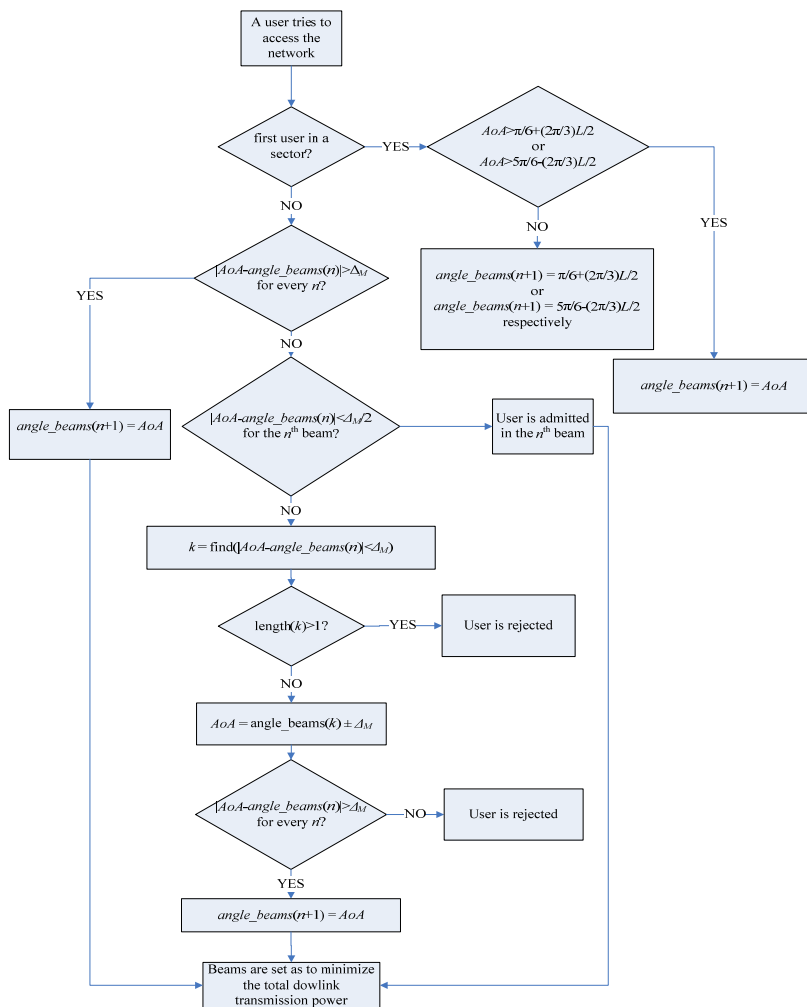 A user tries to
access the
network
first user in a
sector?
YES
AoA>π/6+(2π/3)L/2
or
AoA>5π/6-(2π/3)L/2
NO
YES
NO
|AoA-angle_beams(n)|>Δ_M
for every n?
YES
angle_beams(n+1) = π/6+(2π/3)L/2
or
angle_beams(n+1) = 5π/6-(2π/3)L/2
respectively
NO
angle_beams(n+1) = AoA
|AoA-angle_beams(n)|<Δ_M/2
for the n^th beam?
angle_beams(n+1) = AoA
User is admitted
in the n^th beam
NO
k = find(|AoA-angle_beams(n)|<Δ_M)
length(k)>1?
YES
User is rejected
NO
AoA = angle_beams(k) ± Δ_M
|AoA-angle_beams(n)|>Δ_M
for every n?
NO
User is rejected
YES
angle_beams(n+1) = AoA
Beams are set as to minimize
the total dowlink
transmission power